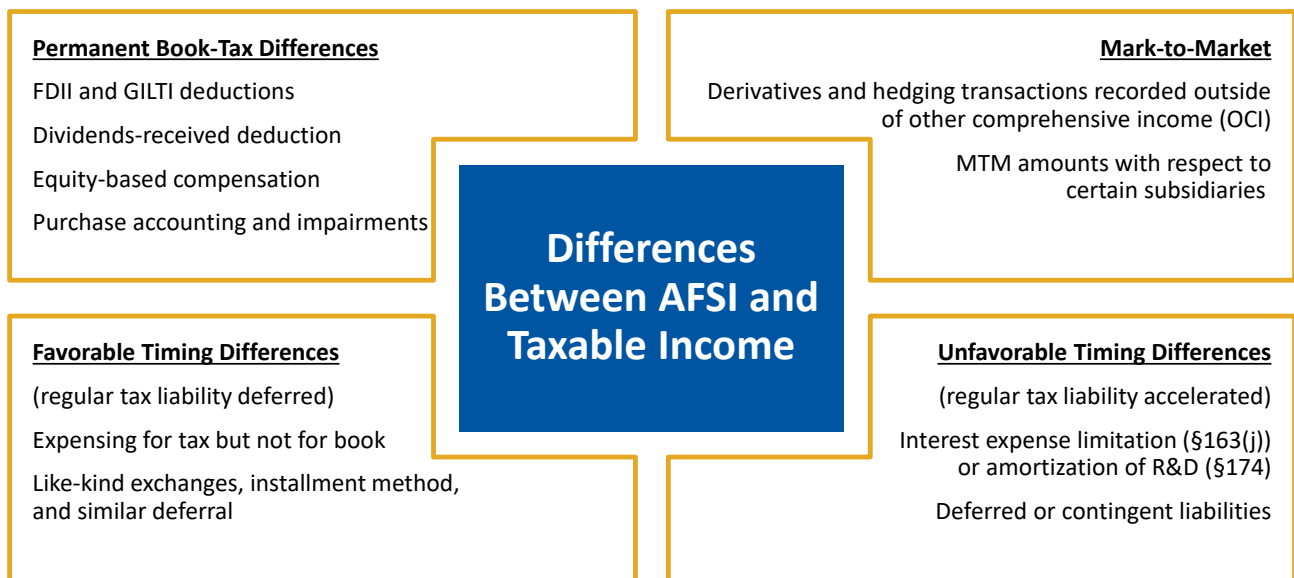 Permanent Book-Tax Differences
FDII and GILTI deductions
Dividends-received deduction
Equity-based compensation
Purchase accounting and impairments
Mark-to-Market
Derivatives and hedging transactions recorded outside
of other comprehensive income (OCI)
MTM amounts with respect to
certain subsidiaries
Differences
Between AFSI and
Taxable Income
Favorable Timing Differences
(regular tax liability deferred)
Expensing for tax but not for book
Like-kind exchanges, installment method,
and similar deferral
Unfavorable Timing Differences
(regular tax liability accelerated)
Interest expense limitation (§163(j))
or amortization of R&D (§174)
Deferred or contingent liabilities